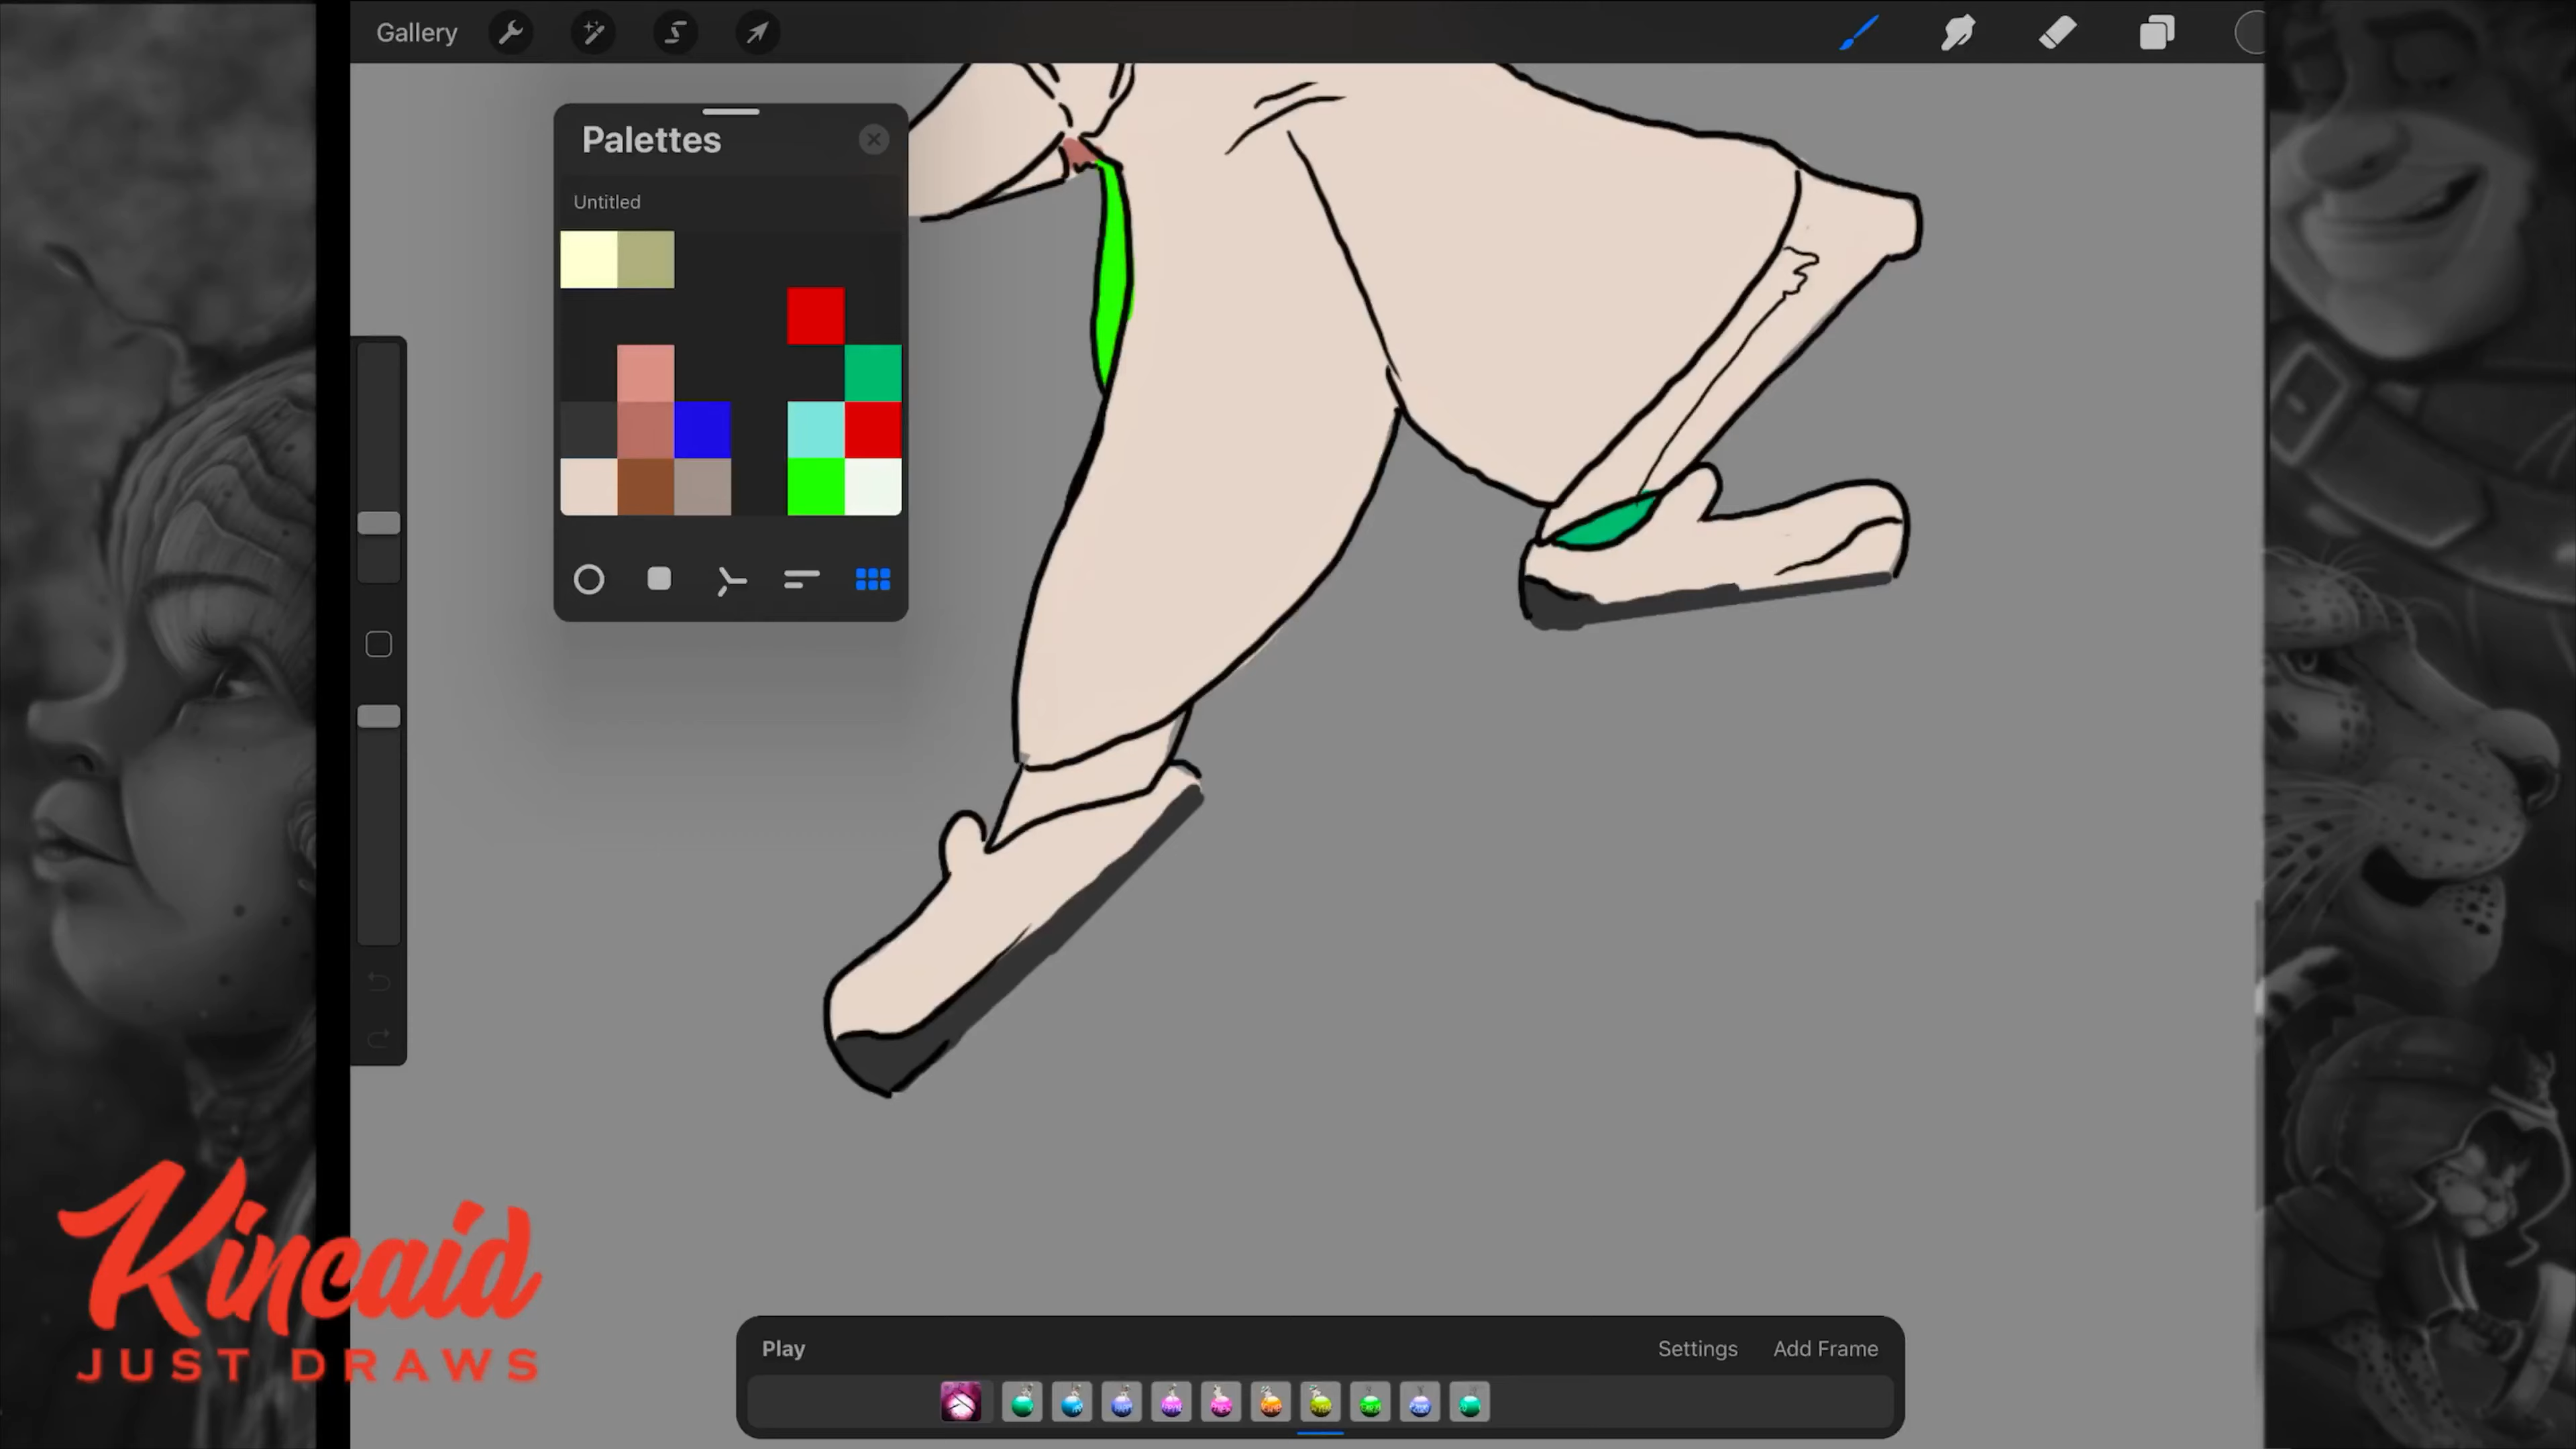 Gallery
Palettes
Untitled
Play
Settings
Add Frame
Kincaid
JUST DRAWS